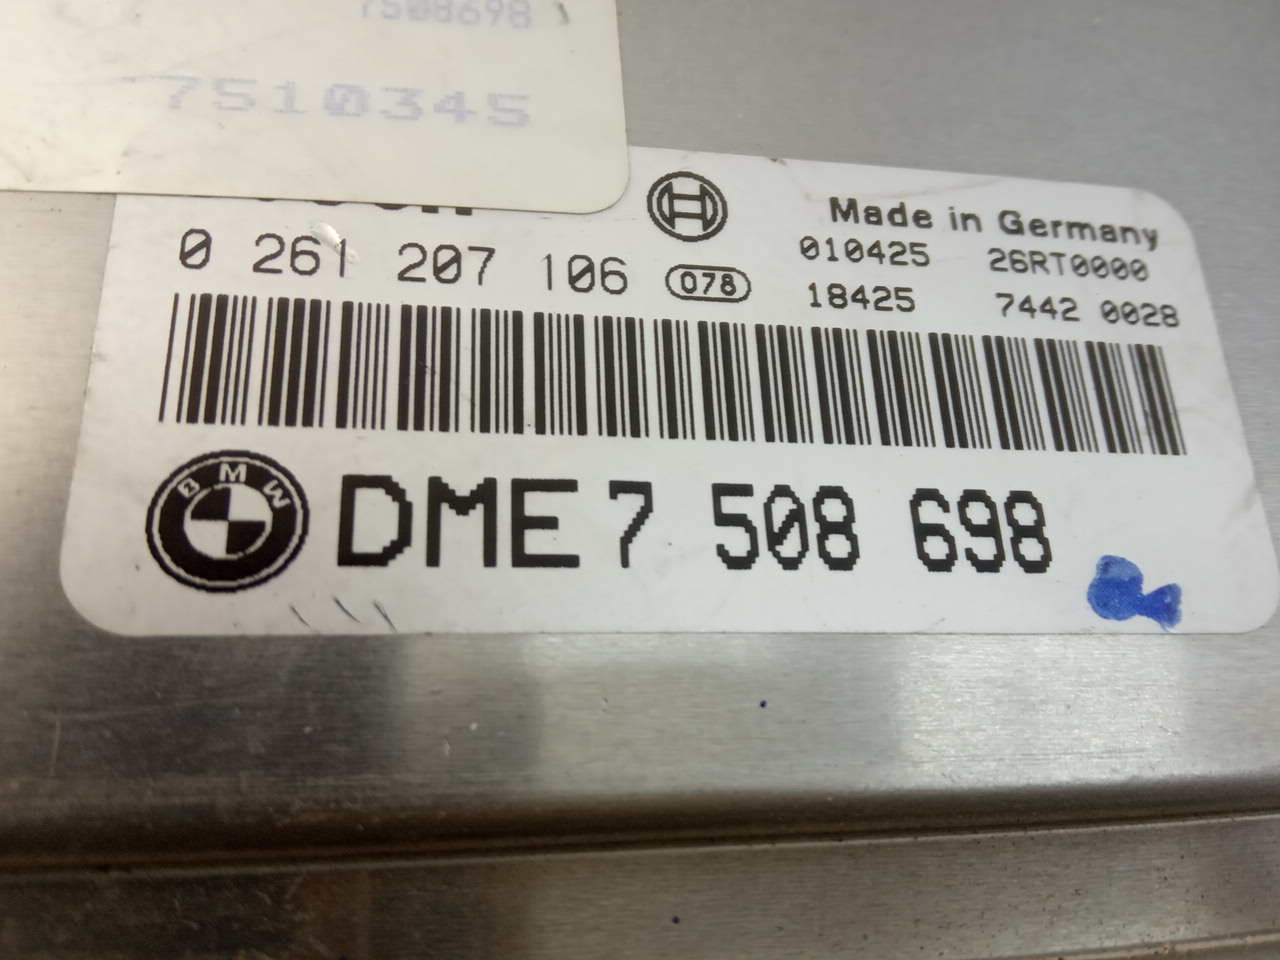 7508698
7510345
Made in Germany
0 261 207 106 078
010425 26RT0000
18425 7442 0028
BMW
DME 7 508 698